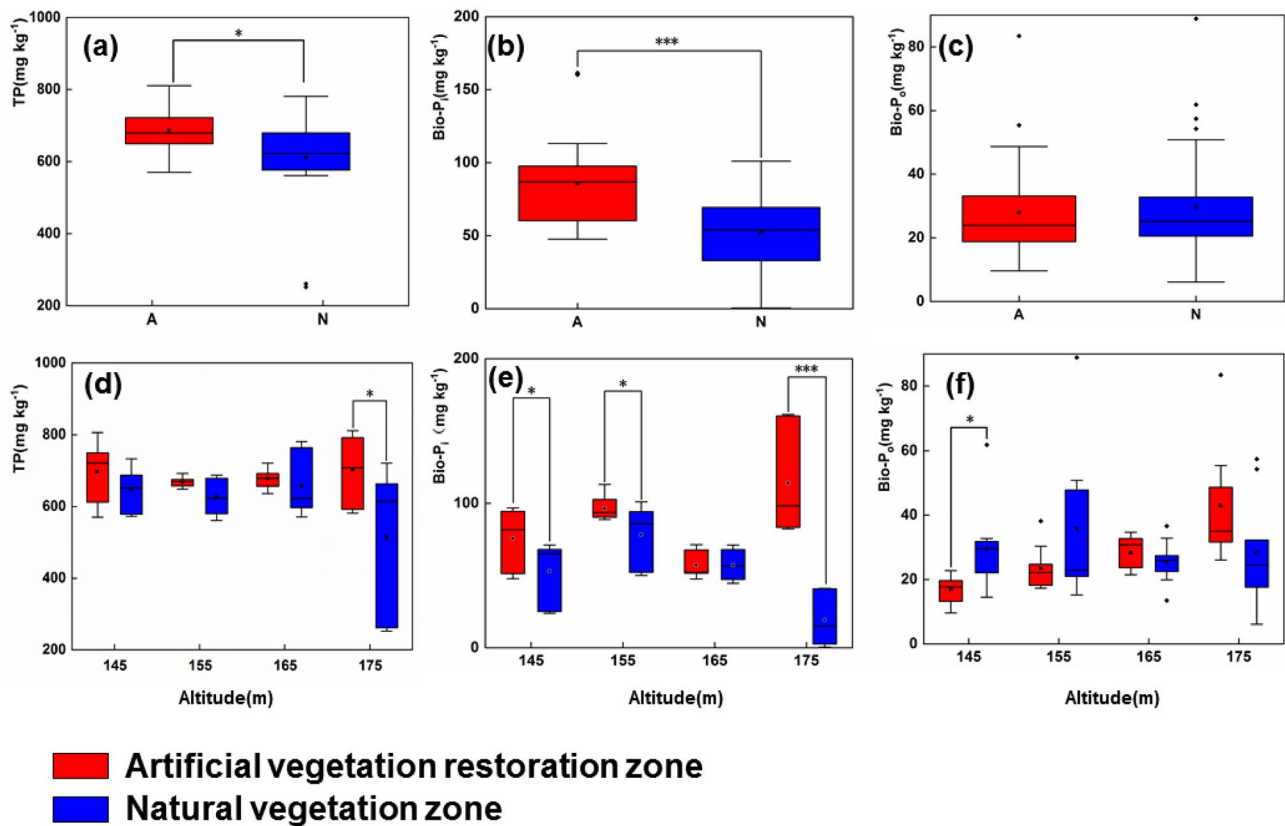 (a)
TP(mg kg⁻¹)
1000
800
600
400
200
*
A
N
(b)
Bio-Pᵢ(mg kg⁻¹)
200
150
100
50
0
***
A
N
(c)
Bio-Pₒ(mg kg⁻¹)
80
60
40
20
0
A
N
(d)
TP(mg kg⁻¹)
1000
800
600
400
200
*
145
155
165
175
Altitude(m)
(e)
Bio-Pᵢ (mg kg⁻¹)
200
100
0
*
*
***
145
155
165
175
Altitude(m)
(f)
Bio-Pₒ(mg kg⁻¹)
80
60
40
20
0
*
145
155
165
175
Altitude(m)
Artificial vegetation restoration zone
Natural vegetation zone